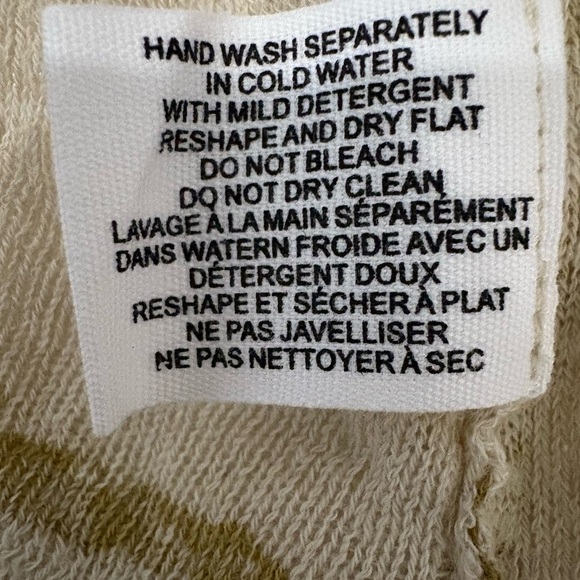 HAND WASH SEPARATELY
IN COLD WATER
WITH MILD DETERGENT
RESHAPE AND DRY FLAT
DO NOT BLEACH
DO NOT DRY CLEAN
LAVAGE À LA MAIN SÉPARÉMENT
DANS WATERN FROIDE AVEC UN
DÉTERGENT DOUX
RESHAPE ET SÉCHER À PLAT
NE PAS JAVELLISER
NE PAS NETTOYER À SEC